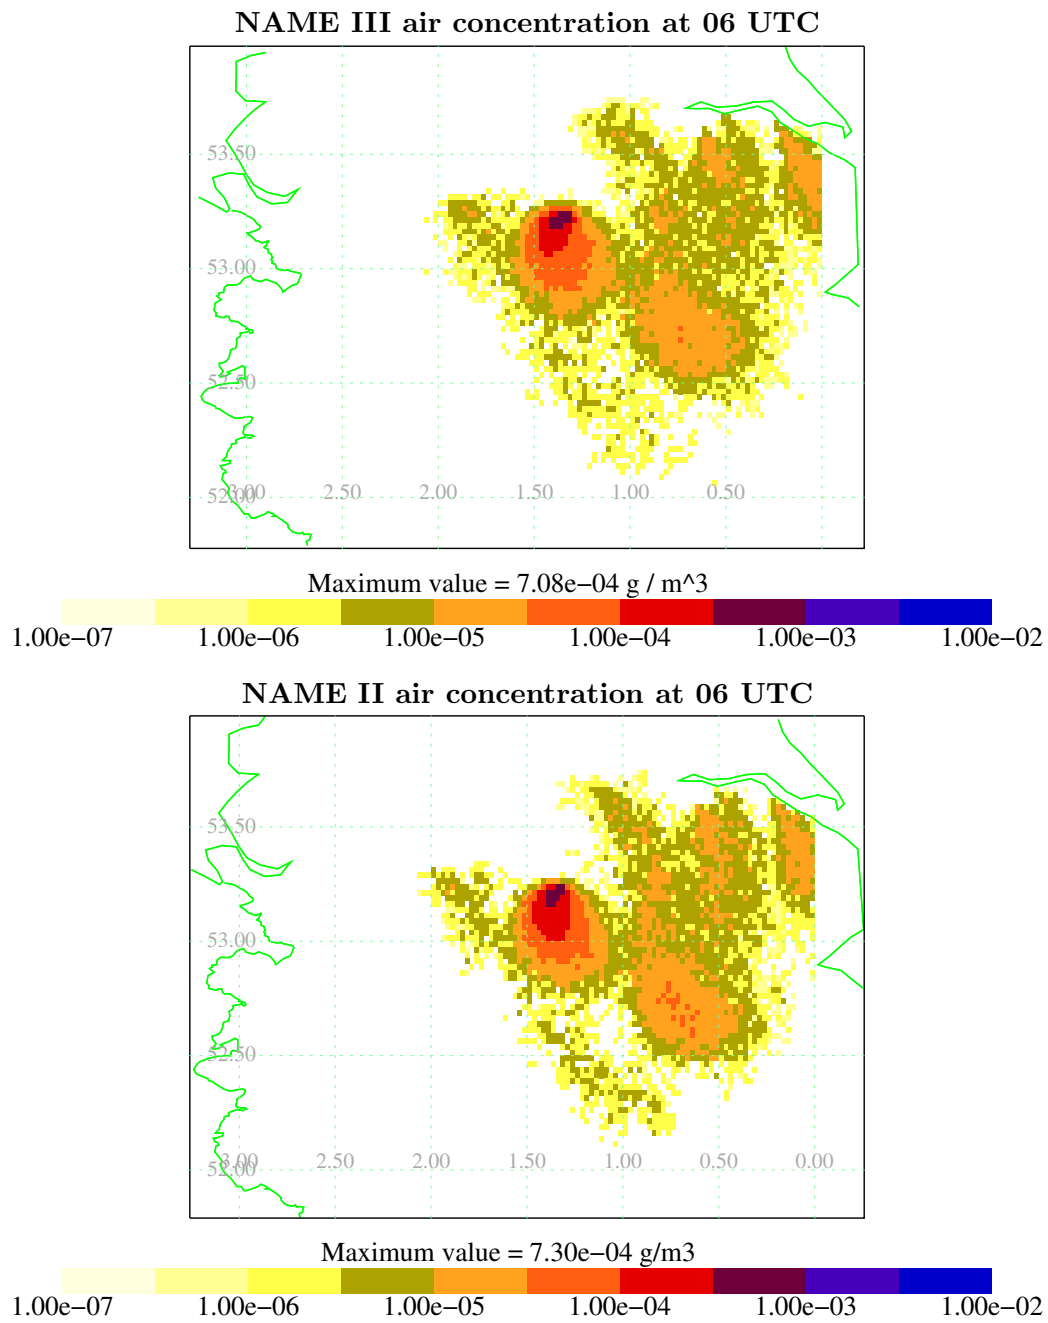 NAME III air concentration at 06 UTC
53.50
53.00
52.50
52.00
3.00 2.50 2.00 1.50 1.00 0.50
Maximum value = 7.08e−04 g / m^3
1.00e−07 1.00e−06 1.00e−05 1.00e−04 1.00e−03 1.00e−02
NAME II air concentration at 06 UTC
53.50
53.00
52.50
52.00
3.00 2.50 2.00 1.50 1.00 0.50 0.00
Maximum value = 7.30e−04 g/m3
1.00e−07 1.00e−06 1.00e−05 1.00e−04 1.00e−03 1.00e−02